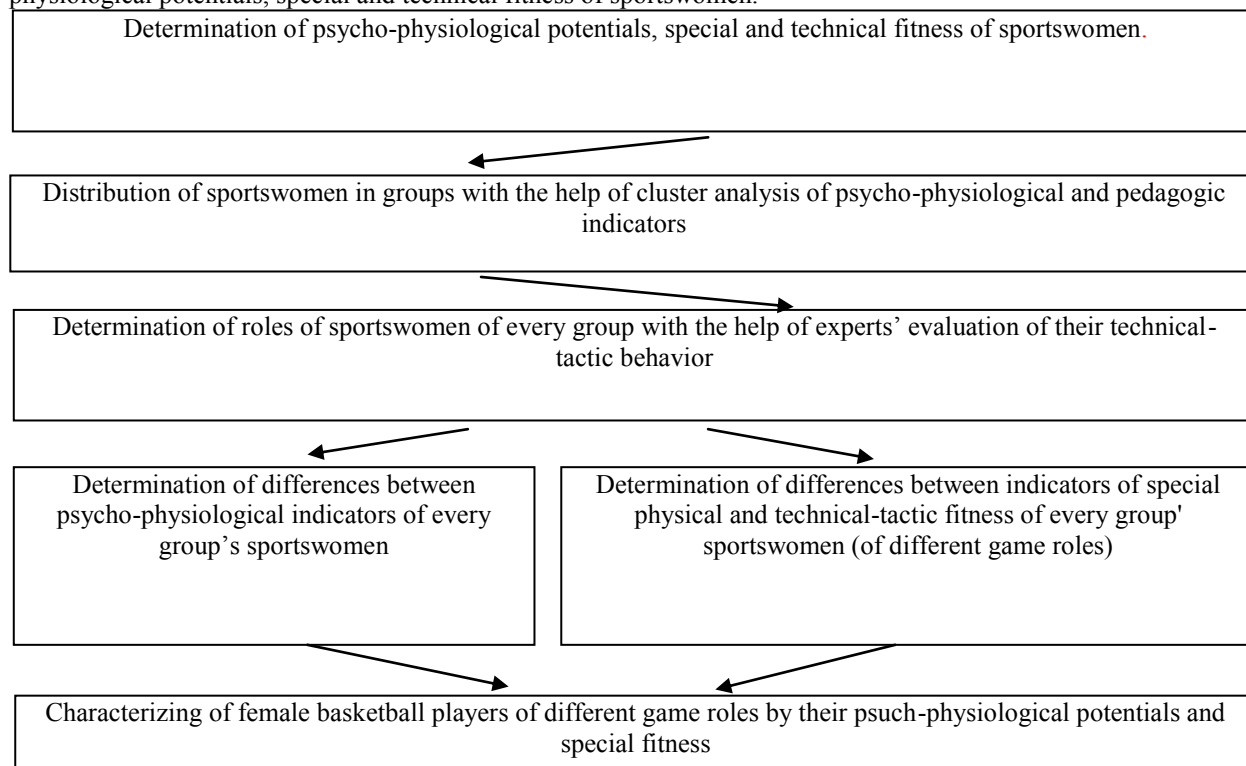 physiological potentials, special and technical fitness of sportswomen.
Determination of psycho-physiological potentials, special and technical fitness of sportswomen.
Distribution of sportswomen in groups with the help of cluster analysis of psycho-physiological and pedagogic
indicators
Determination of roles of sportswomen of every group with the help of experts’ evaluation of their technical-
tactic behavior
Determination of differences between
psycho-physiological indicators of every
group’s sportswomen
Determination of differences between indicators of special
physical and technical-tactic fitness of every group'
sportswomen (of different game roles)
Characterizing of female basketball players of different game roles by their psuch-physiological potentials and
special fitness